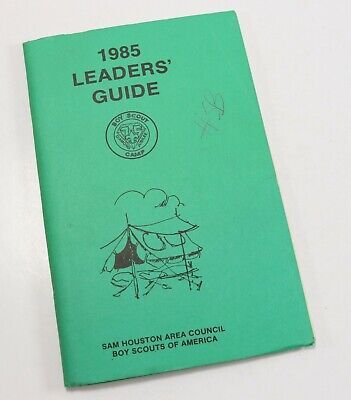 1985
LEADERS'
GUIDE
BOY SCOUT
CAMP
SAM HOUSTON AREA COUNCIL
BOY SCOUTS OF AMERICA